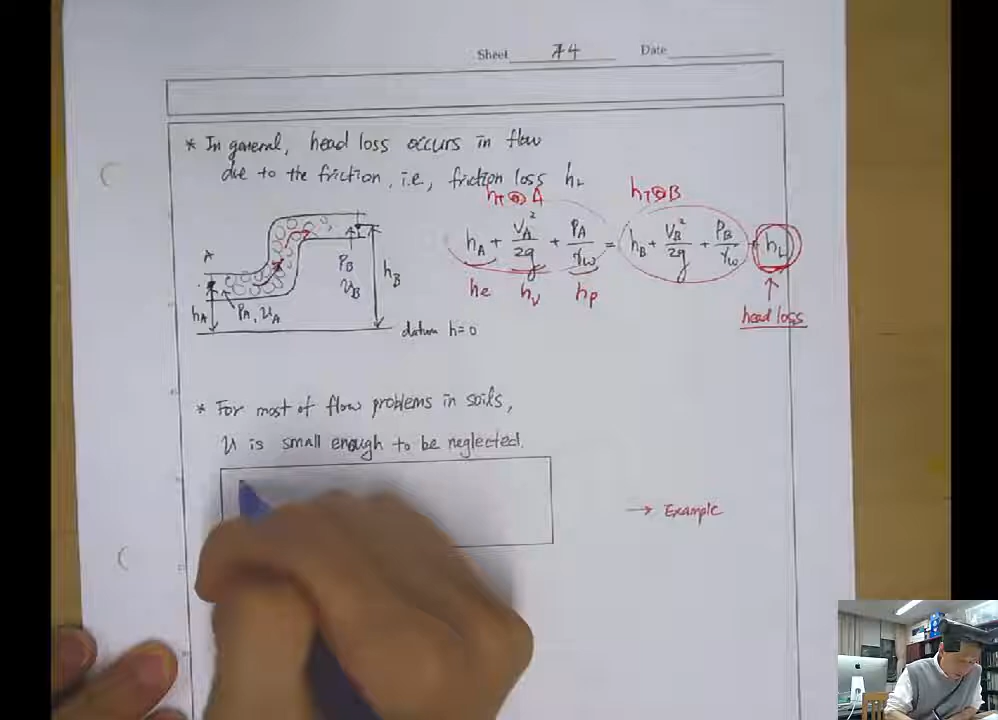 Sheet 74 Date
* In general, head loss occurs in flow
due to the friction, i.e., friction loss hL
hT @ A hT @ B
hA + VA²/2g + PA/γw = hB + VB²/2g + PB/γw + hL
he hv hp
head loss
A
hA
PA, vA
PB
vB
hB
datum h=0
* For most of flow problems in soils,
v is small enough to be neglected.
→ Example